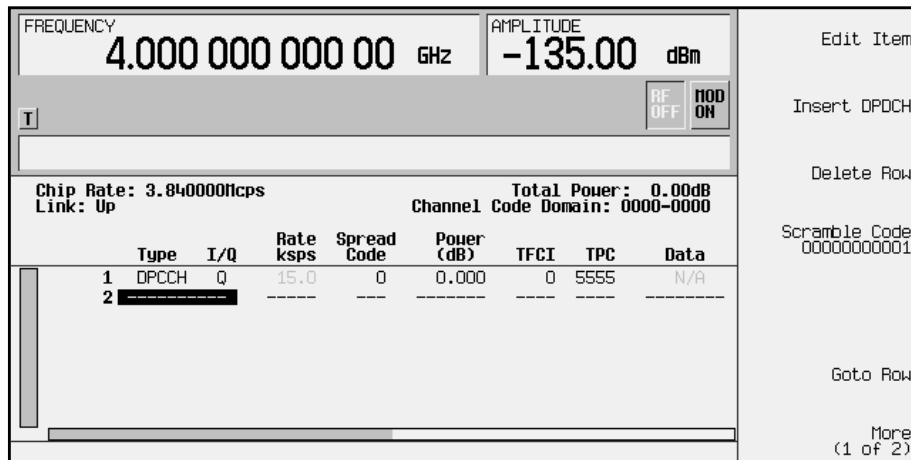 FREQUENCY
4.000 000 000 00 GHz
AMPLITUDE
-135.00 dBm
RF OFF
MOD ON
T
Chip Rate: 3.840000Mcps
Total Power: 0.00dB
Link: Up
Channel Code Domain: 0000-0000
Type I/Q Rate ksps Spread Code Power (dB) TFCI TPC Data
1 DPCCH Q 15.0 0 0.000 0 5555 N/A
2 ---------- ----- --- ------- ---- ---- --------
Edit Item
Insert DPDCH
Delete Row
Scramble Code
00000000001
Goto Row
More
(1 of 2)